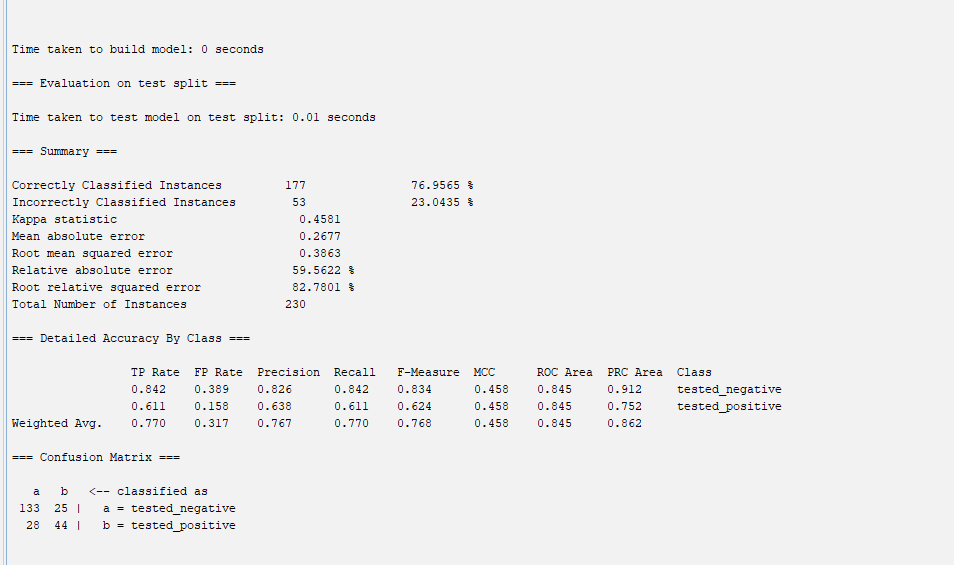 Time taken to build model: 0 seconds
=== Evaluation on test split ===
Time taken to test model on test split: 0.01 seconds
=== Summary ===
Correctly Classified Instances         177               76.9565 %
Incorrectly Classified Instances        53               23.0435 %
Kappa statistic                          0.4581
Mean absolute error                      0.2677
Root mean squared error                  0.3863
Relative absolute error                 59.5622 %
Root relative squared error             82.7801 %
Total Number of Instances              230
=== Detailed Accuracy By Class ===
                 TP Rate  FP Rate  Precision  Recall   F-Measure  MCC      ROC Area  PRC Area  Class
                 0.842    0.389    0.826      0.842    0.834      0.458    0.845     0.912     tested_negative
                 0.611    0.158    0.638      0.611    0.624      0.458    0.845     0.752     tested_positive
Weighted Avg.    0.770    0.317    0.767      0.770    0.768      0.458    0.845     0.862
=== Confusion Matrix ===
   a   b   <-- classified as
 133  25 |   a = tested_negative
  28  44 |   b = tested_positive